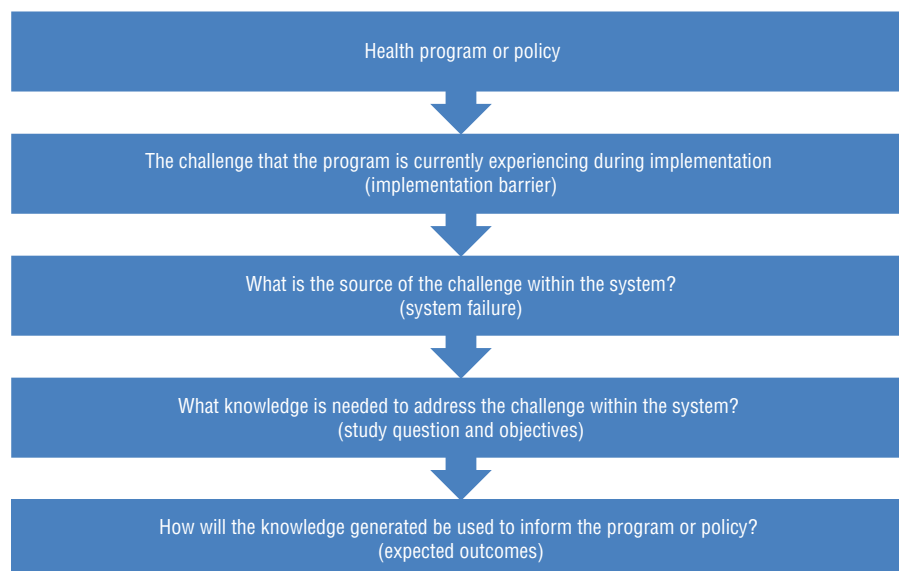 Health program or policy
The challenge that the program is currently experiencing during implementation
(implementation barrier)
What is the source of the challenge within the system?
(system failure)
What knowledge is needed to address the challenge within the system?
(study question and objectives)
How will the knowledge generated be used to inform the program or policy?
(expected outcomes)